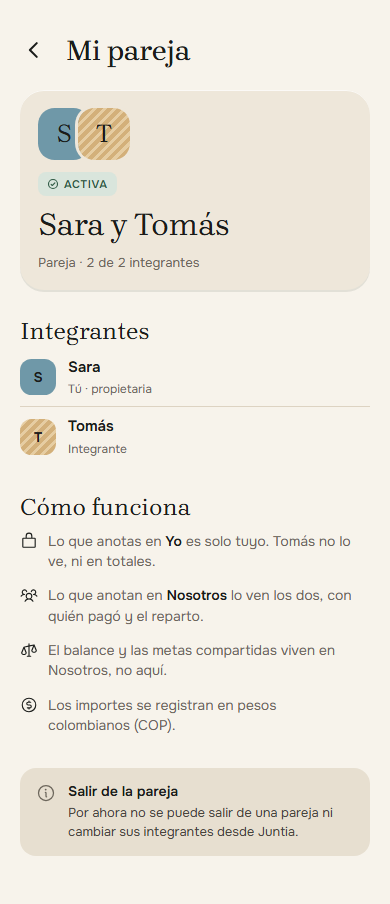 Mi pareja
S T
ACTIVA
Sara y Tomás
Pareja · 2 de 2 integrantes
Integrantes
S
Sara
Tú · propietaria
T
Tomás
Integrante
Cómo funciona
Lo que anotas en Yo es solo tuyo. Tomás no lo
ve, ni en totales.
Lo que anotan en Nosotros lo ven los dos, con
quién pagó y el reparto.
El balance y las metas compartidas viven en
Nosotros, no aquí.
Los importes se registran en pesos
colombianos (COP).
Salir de la pareja
Por ahora no se puede salir de una pareja ni
cambiar sus integrantes desde Juntia.